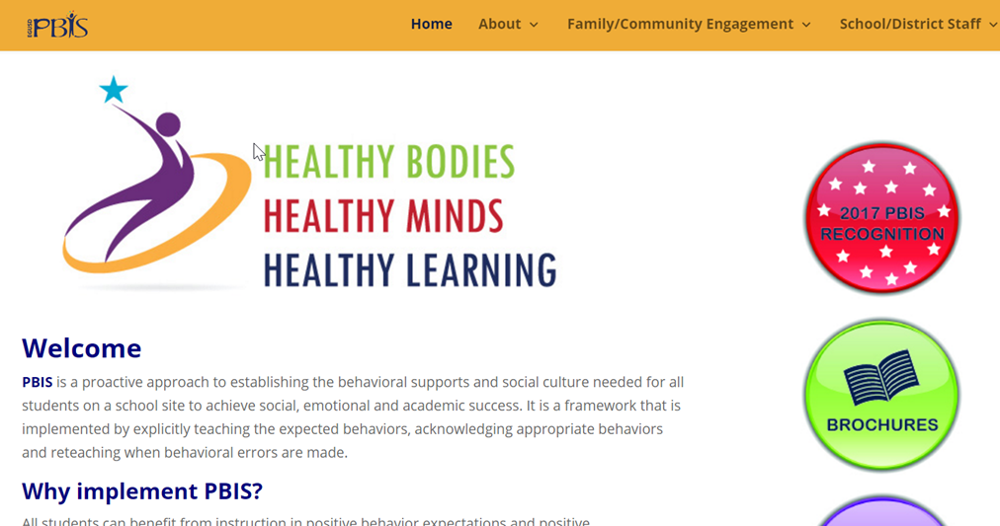 EGGSD PBIS
Home About Family/Community Engagement School/District Staff
HEALTHY BODIES
HEALTHY MINDS
HEALTHY LEARNING
2017 PBIS
RECOGNITION
BROCHURES
Welcome
PBIS is a proactive approach to establishing the behavioral supports and social culture needed for all
students on a school site to achieve social, emotional and academic success. It is a framework that is
implemented by explicitly teaching the expected behaviors, acknowledging appropriate behaviors
and reteaching when behavioral errors are made.
Why implement PBIS?
All students can benefit from instruction in positive behavior expectations and positive